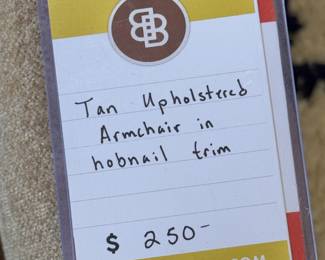 Tan Upholstered
Armchair in
hobnail trim
$ 250-